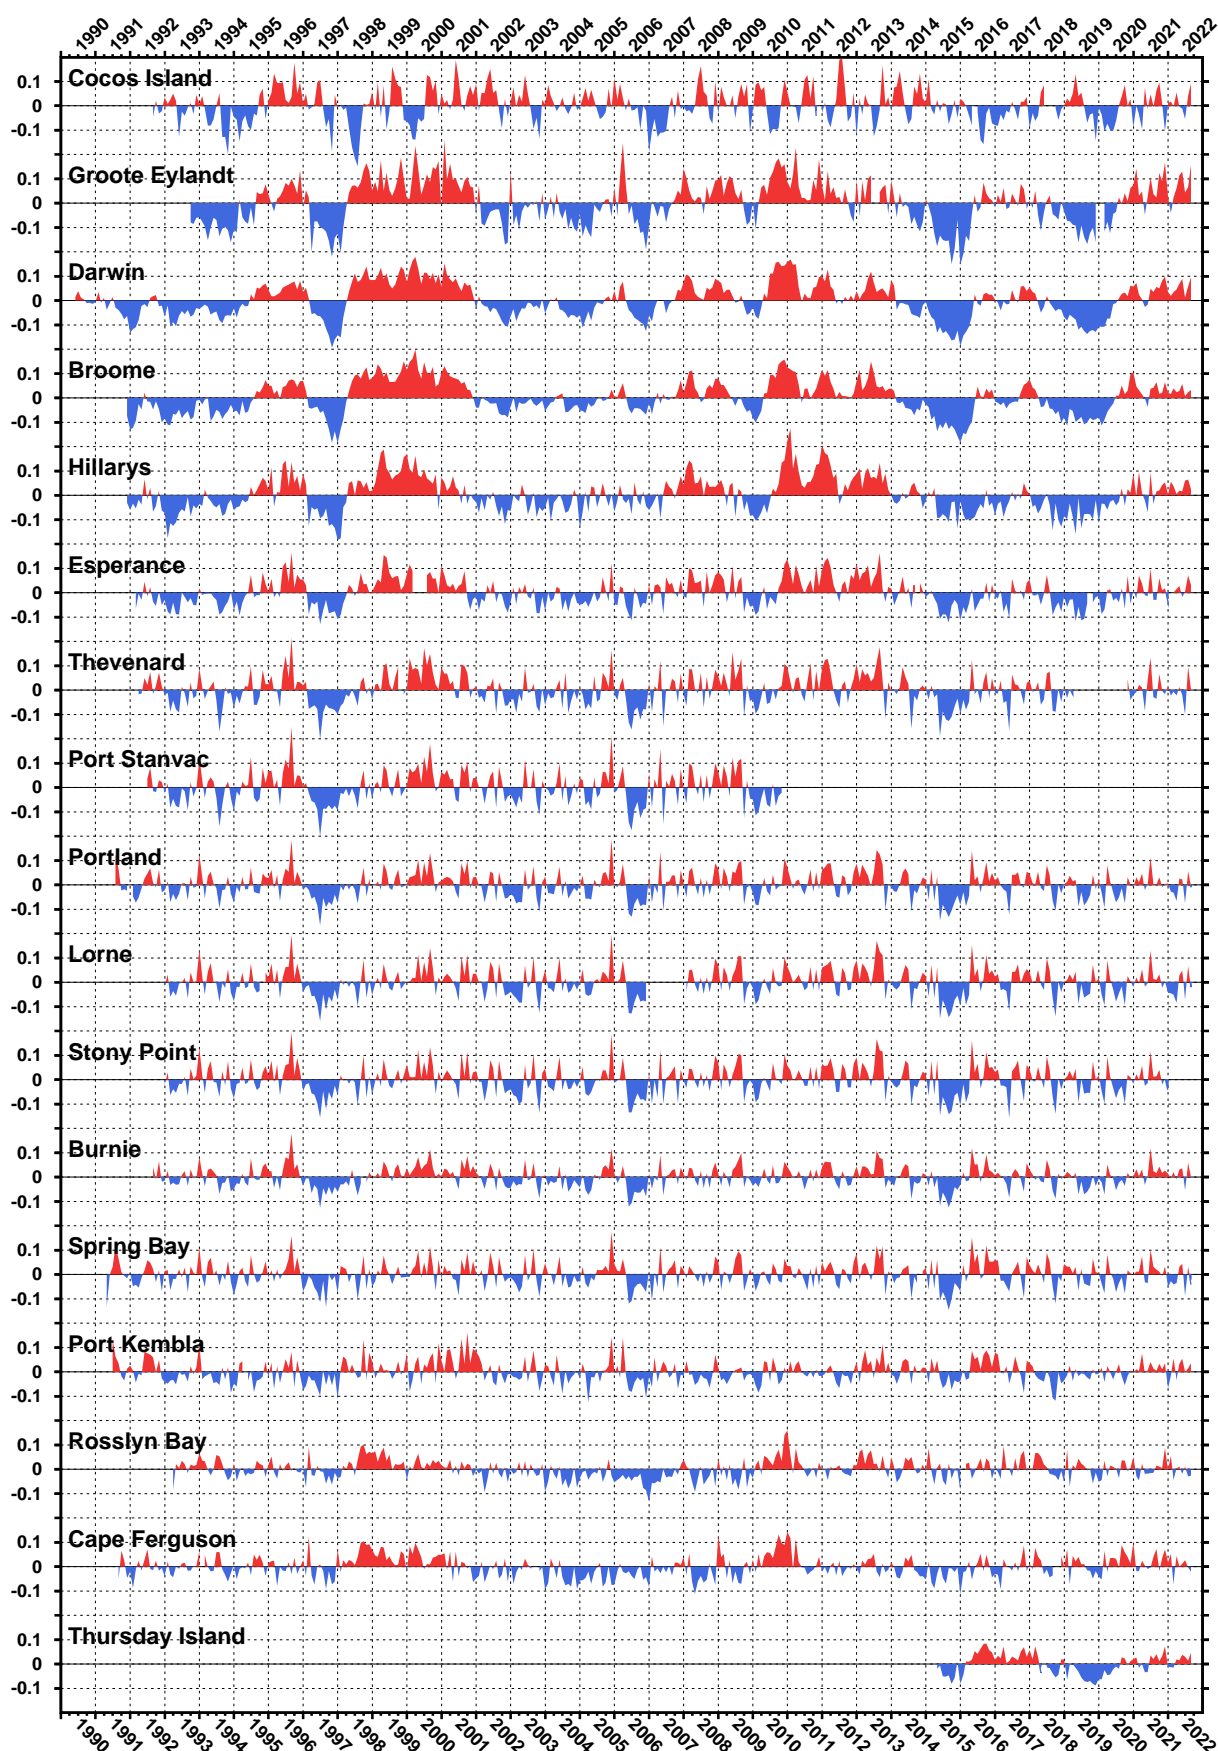 1990 1991 1992 1993 1994 1995 1996 1997 1998 1999 2000 2001 2002 2003 2004 2005 2006 2007 2008 2009 2010 2011 2012 2013 2014 2015 2016 2017 2018 2019 2020 2021 2022
Cocos Island
0.1
0
-0.1
Groote Eylandt
0.1
0
-0.1
Darwin
0.1
0
-0.1
Broome
0.1
0
-0.1
Hillarys
0.1
0
-0.1
Esperance
0.1
0
-0.1
Thevenard
0.1
0
-0.1
Port Stanvac
0.1
0
-0.1
Portland
0.1
0
-0.1
Lorne
0.1
0
-0.1
Stony Point
0.1
0
-0.1
Burnie
0.1
0
-0.1
Spring Bay
0.1
0
-0.1
Port Kembla
0.1
0
-0.1
Rosslyn Bay
0.1
0
-0.1
Cape Ferguson
0.1
0
-0.1
Thursday Island
0.1
0
-0.1
1990 1991 1992 1993 1994 1995 1996 1997 1998 1999 2000 2001 2002 2003 2004 2005 2006 2007 2008 2009 2010 2011 2012 2013 2014 2015 2016 2017 2018 2019 2020 2021 2022